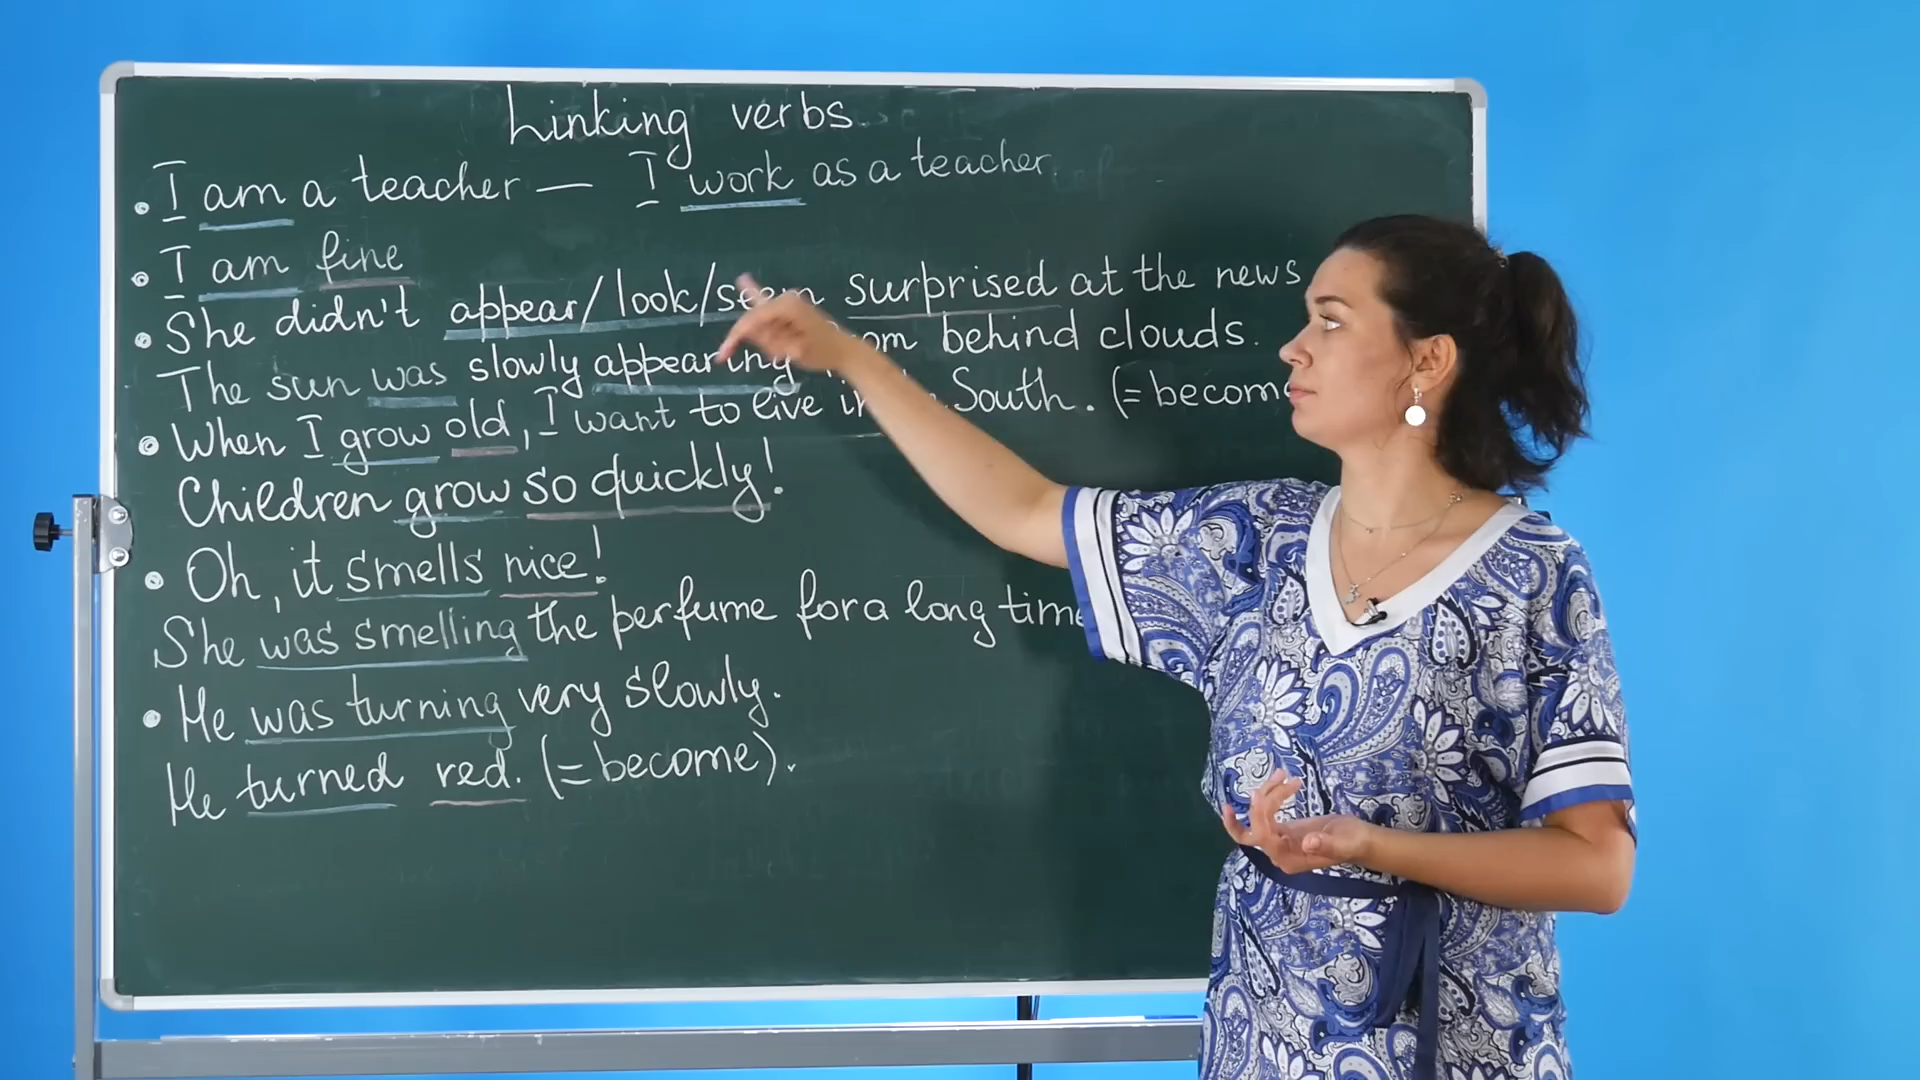 Linking verbs
• I am a teacher — I work as a teacher.
• I am fine
• She didn't appear/look/seem surprised at the news
The sun was slowly appearing behind clouds.
• When I grow old, I want to live South. (= become
Children grow so quickly!
• Oh, it smells nice!
She was smelling the perfume for a long time
• He was turning very slowly.
He turned red. (= become).